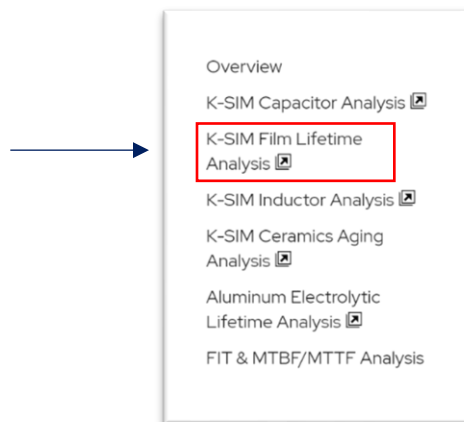 Overview
K-SIM Capacitor Analysis
K-SIM Film Lifetime
Analysis
K-SIM Inductor Analysis
K-SIM Ceramics Aging
Analysis
Aluminum Electrolytic
Lifetime Analysis
FIT & MTBF/MTTF Analysis